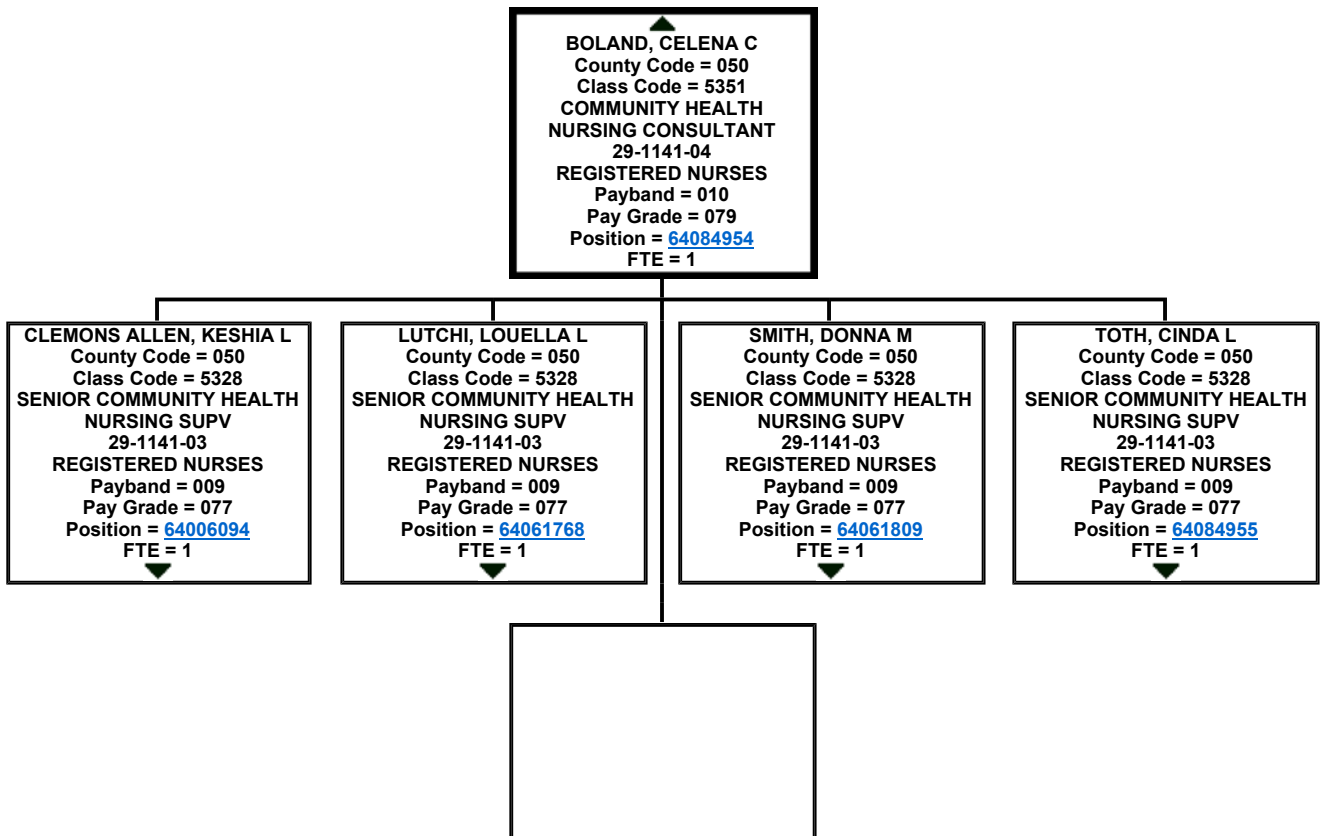 BOLAND, CELENA C
County Code = 050
Class Code = 5351
COMMUNITY HEALTH
NURSING CONSULTANT
29-1141-04
REGISTERED NURSES
Payband = 010
Pay Grade = 079
Position = 64084954
FTE = 1
CLEMONS ALLEN, KESHIA L
County Code = 050
Class Code = 5328
SENIOR COMMUNITY HEALTH
NURSING SUPV
29-1141-03
REGISTERED NURSES
Payband = 009
Pay Grade = 077
Position = 64006094
FTE = 1
LUTCHI, LOUELLA L
County Code = 050
Class Code = 5328
SENIOR COMMUNITY HEALTH
NURSING SUPV
29-1141-03
REGISTERED NURSES
Payband = 009
Pay Grade = 077
Position = 64061768
FTE = 1
SMITH, DONNA M
County Code = 050
Class Code = 5328
SENIOR COMMUNITY HEALTH
NURSING SUPV
29-1141-03
REGISTERED NURSES
Payband = 009
Pay Grade = 077
Position = 64061809
FTE = 1
TOTH, CINDA L
County Code = 050
Class Code = 5328
SENIOR COMMUNITY HEALTH
NURSING SUPV
29-1141-03
REGISTERED NURSES
Payband = 009
Pay Grade = 077
Position = 64084955
FTE = 1